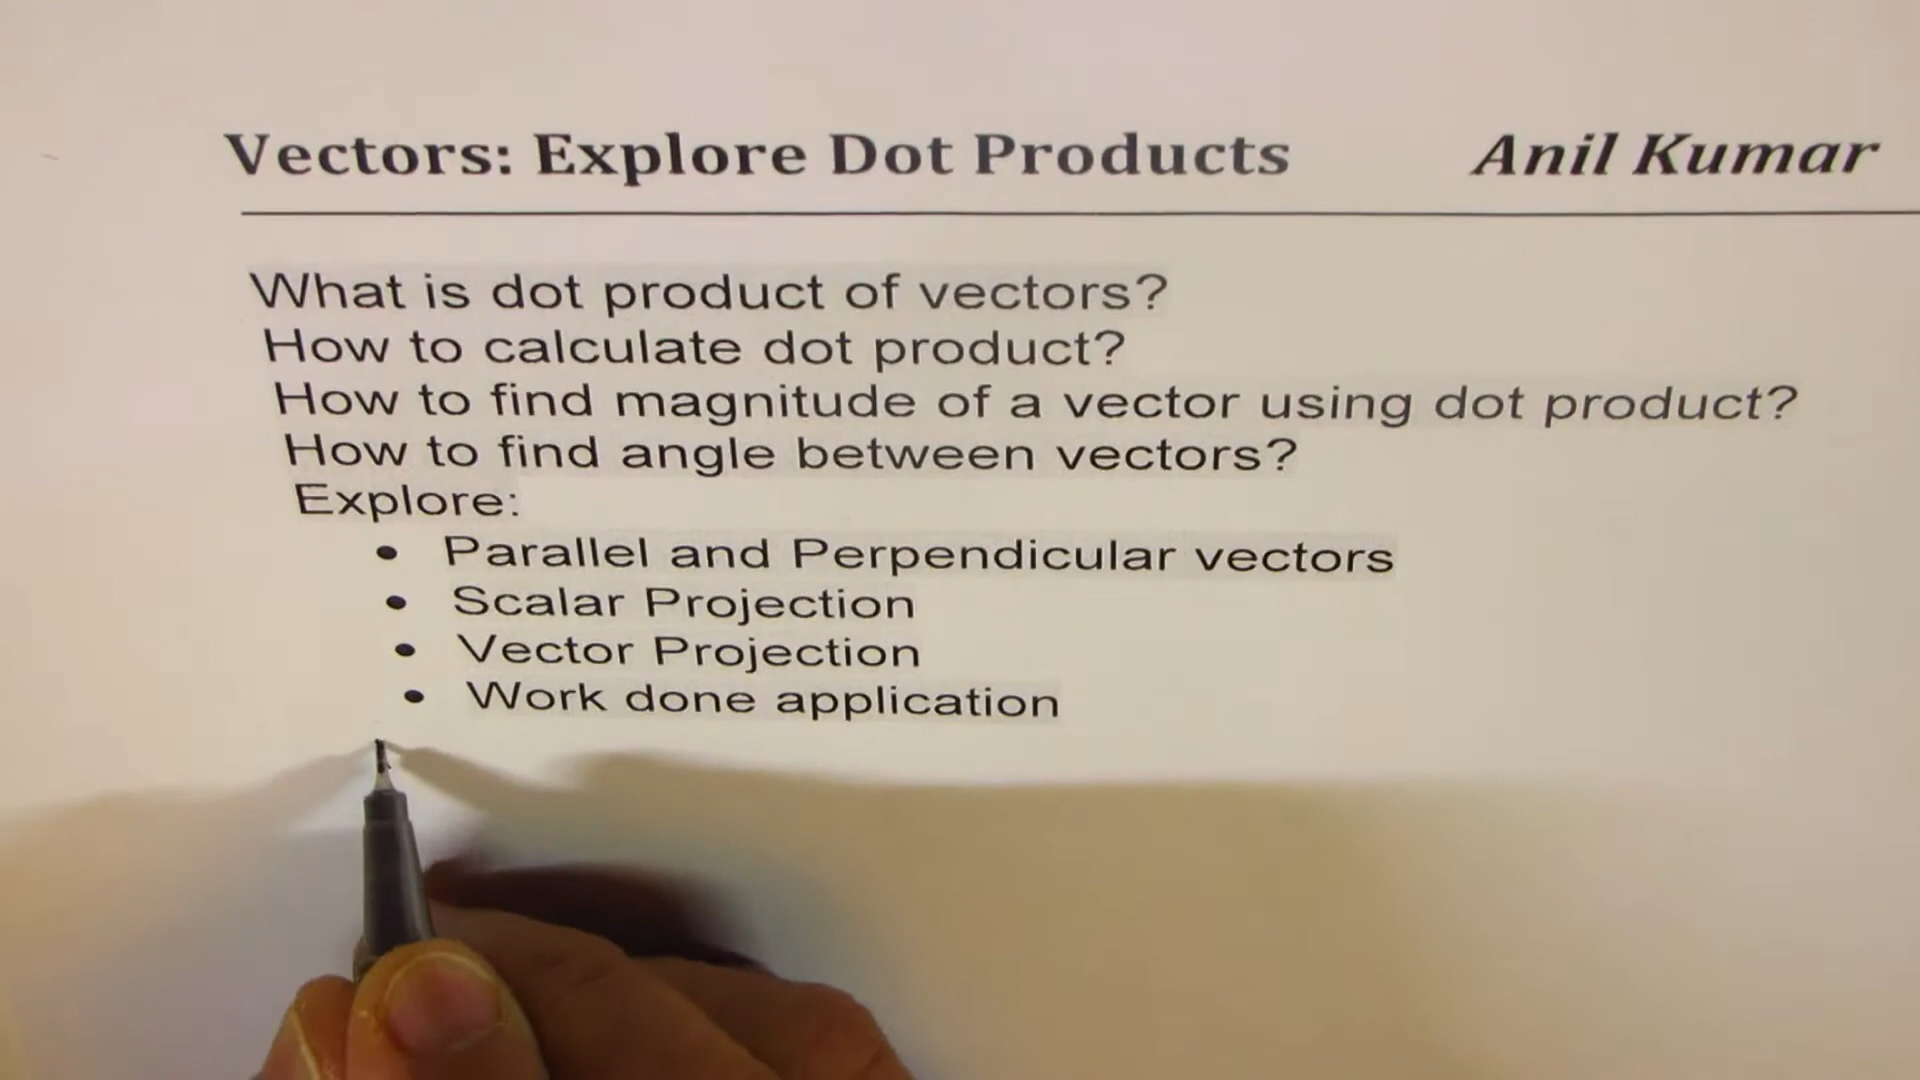 Vectors: Explore Dot Products Anil Kumar
What is dot product of vectors?
How to calculate dot product?
How to find magnitude of a vector using dot product?
How to find angle between vectors?
Explore:
• Parallel and Perpendicular vectors
• Scalar Projection
• Vector Projection
• Work done application